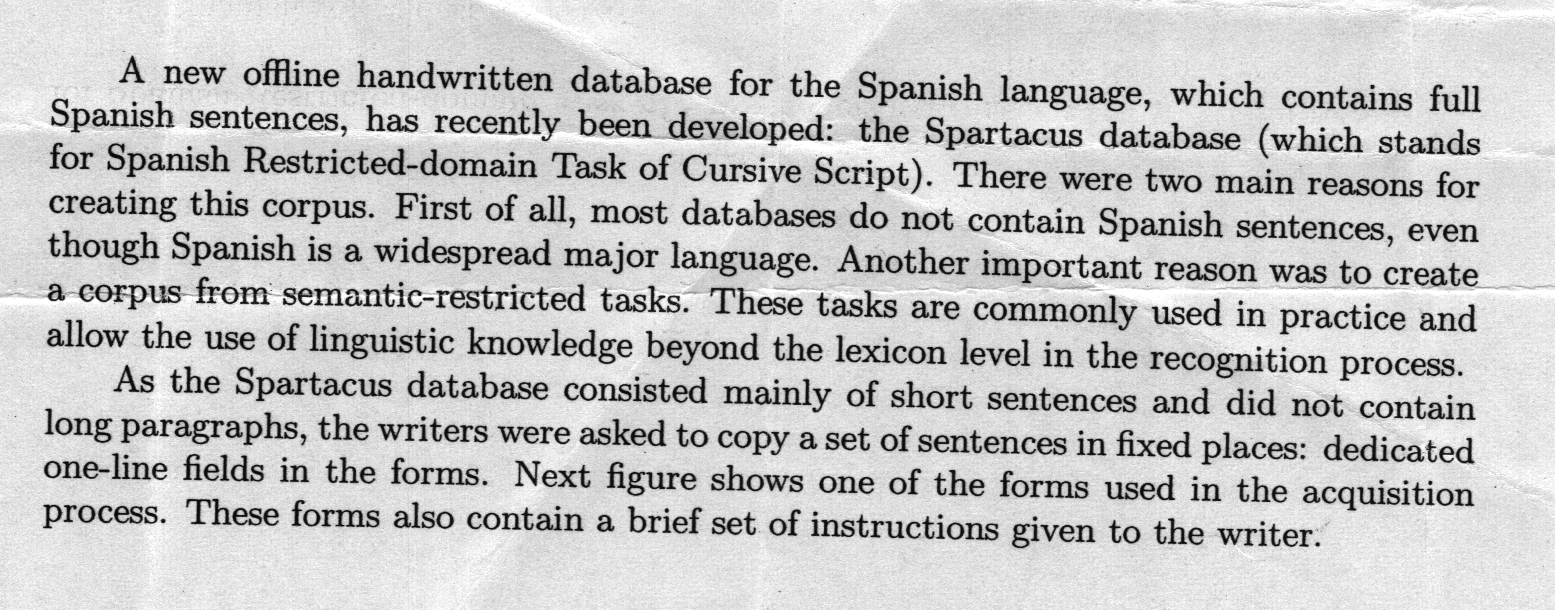 A new offline handwritten database for the Spanish language, which contains full
Spanish sentences, has recently been developed: the Spartacus database (which stands
for Spanish Restricted-domain Task of Cursive Script). There were two main reasons for
creating this corpus. First of all, most databases do not contain Spanish sentences, even
though Spanish is a widespread major language. Another important reason was to create
a corpus from semantic-restricted tasks. These tasks are commonly used in practice and
allow the use of linguistic knowledge beyond the lexicon level in the recognition process.
As the Spartacus database consisted mainly of short sentences and did not contain
long paragraphs, the writers were asked to copy a set of sentences in fixed places: dedicated
one-line fields in the forms. Next figure shows one of the forms used in the acquisition
process. These forms also contain a brief set of instructions given to the writer.